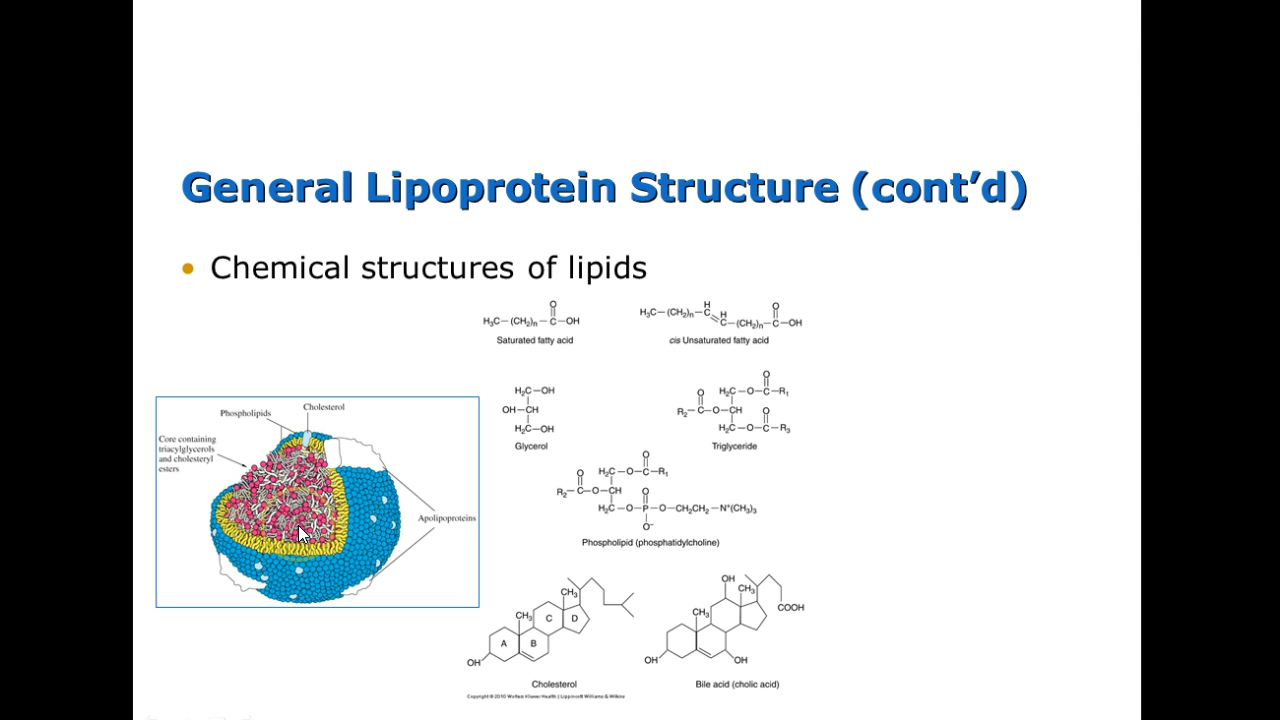 General Lipoprotein Structure (cont’d)
• Chemical structures of lipids
O
H₃C—(CH₂)ₙ—C—OH
Saturated fatty acid
H
H
O
H₃C—(CH₂)ₙ—C
C—(CH₂)ₙ—C—OH
cis Unsaturated fatty acid
H₂C—OH
OH—CH
H₂C—OH
Glycerol
O
O
H₂C—O—C—R₁
R₂—C—O—CH
O
H₂C—O—C—R₃
Triglyceride
Phospholipids
Cholesterol
Core containing
triacylglycerols
and cholesteryl
esters
Apolipoproteins
O
O
H₂C—O—C—R₁
R₂—C—O—CH
O
H₂C—O—P—O—CH₂CH₂—N⁺(CH₃)₃
O⁻
Phospholipid (phosphatidylcholine)
CH₃
CH₃
C
D
A
B
OH
Cholesterol
OH
CH₃
COOH
CH₃
OH
OH
Bile acid (cholic acid)
Copyright © 2010 Wolters Kluwer Health | Lippincott Williams & Wilkins